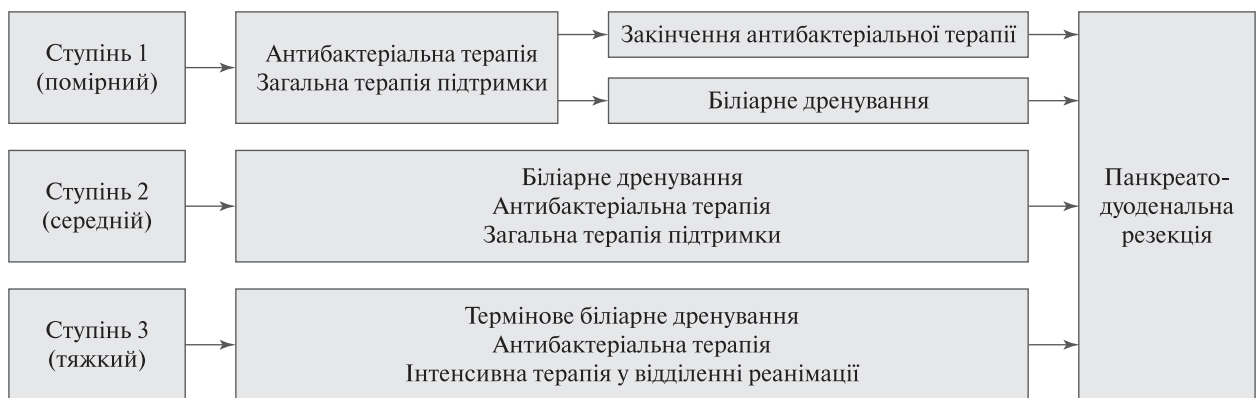 Ступінь 1
(помірний)
Антибактеріальна терапія
Загальна терапія підтримки
Закінчення антибактеріальної терапії
Біліарне дренування
Ступінь 2
(середній)
Біліарне дренування
Антибактеріальна терапія
Загальна терапія підтримки
Ступінь 3
(тяжкий)
Термінове біліарне дренування
Антибактеріальна терапія
Інтенсивна терапія у відділенні реанімації
Панкреато-
дуоденальна
резекція